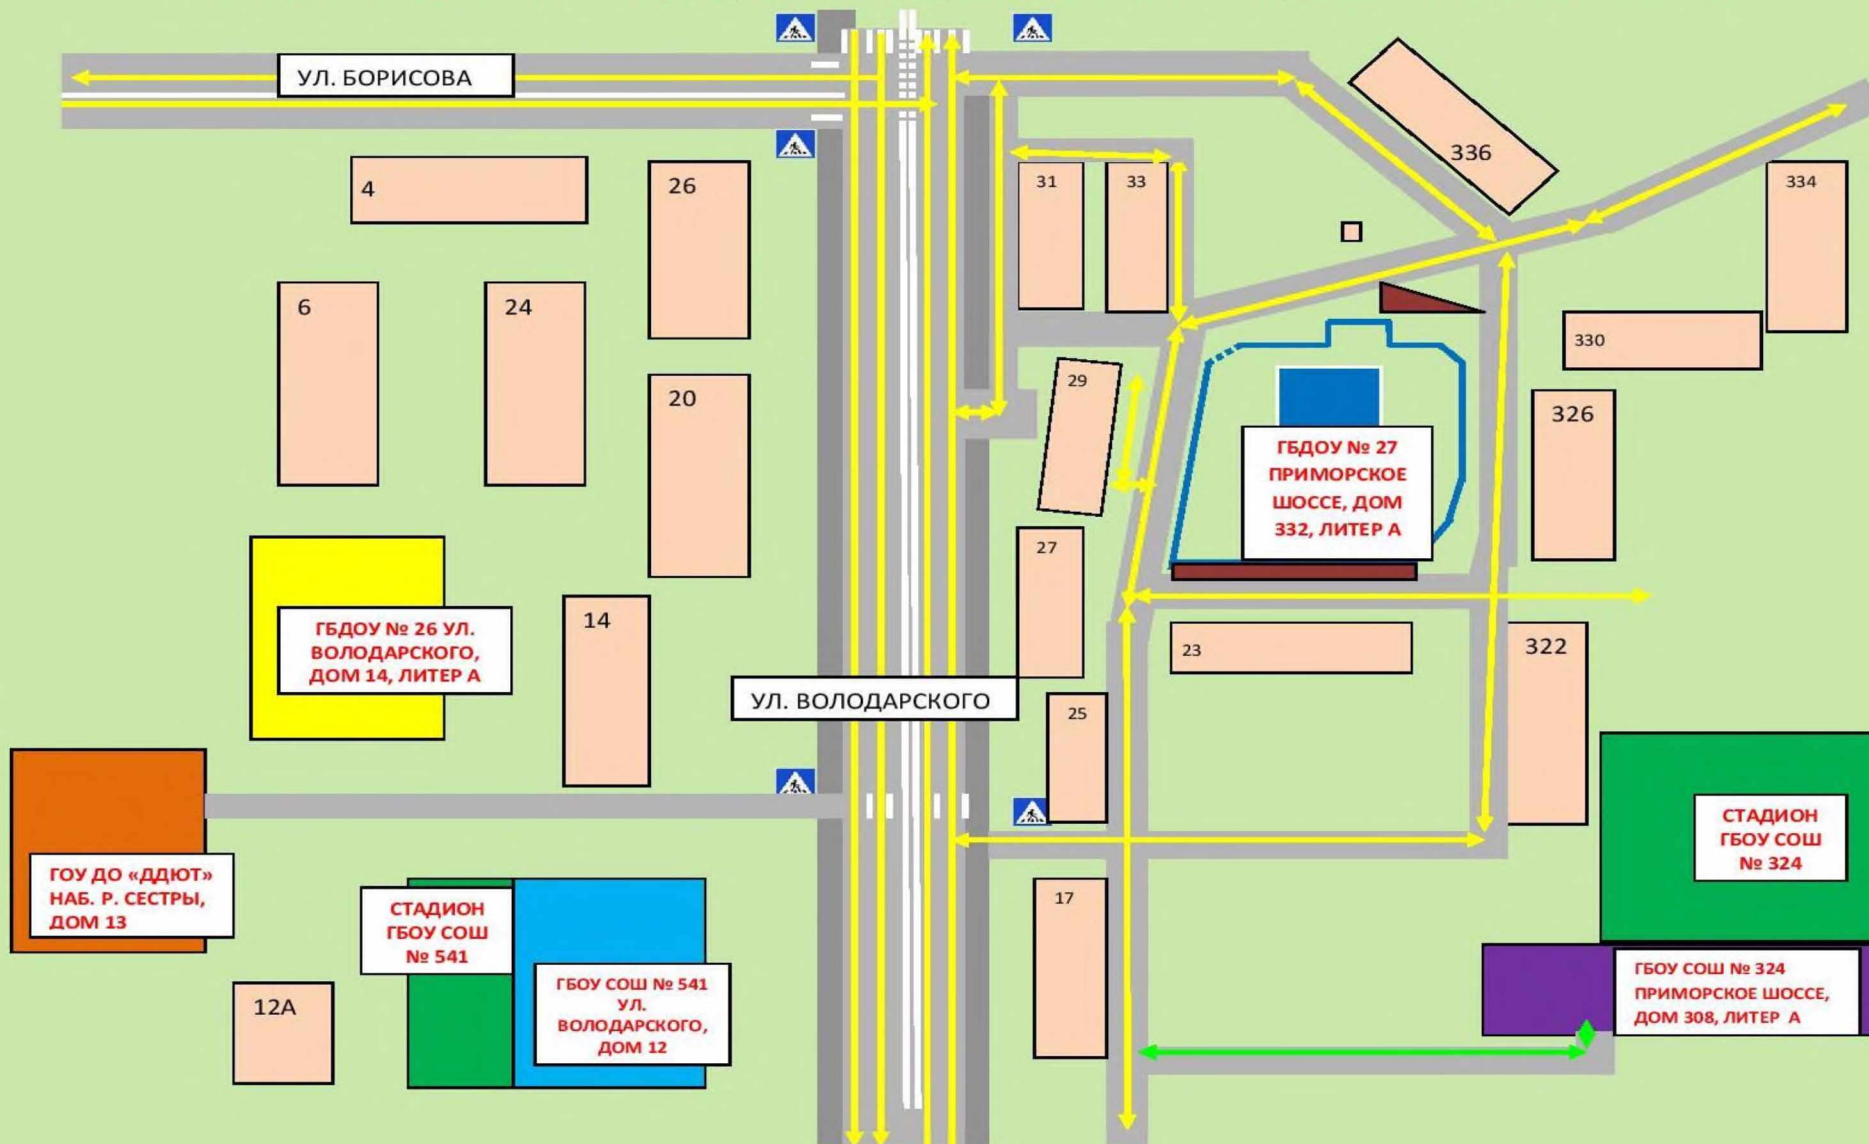 УЛ. БОРИСОВА
4
26
31
33
336
334
6
24
20
29
330
326
ГБДОУ № 27
ПРИМОРСКОЕ
ШОССЕ, ДОМ
332, ЛИТЕР А
27
14
ГБДОУ № 26 УЛ.
ВОЛОДАРСКОГО,
ДОМ 14, ЛИТЕР А
23
322
УЛ. ВОЛОДАРСКОГО
25
СТАДИОН
ГБОУ СОШ
№ 324
ГОУ ДО «ДДЮТ»
НАБ. Р. СЕСТРЫ,
ДОМ 13
СТАДИОН
ГБОУ СОШ
№ 541
17
12А
ГБОУ СОШ № 541
УЛ.
ВОЛОДАРСКОГО,
ДОМ 12
ГБОУ СОШ № 324
ПРИМОРСКОЕ ШОССЕ,
ДОМ 308, ЛИТЕР А